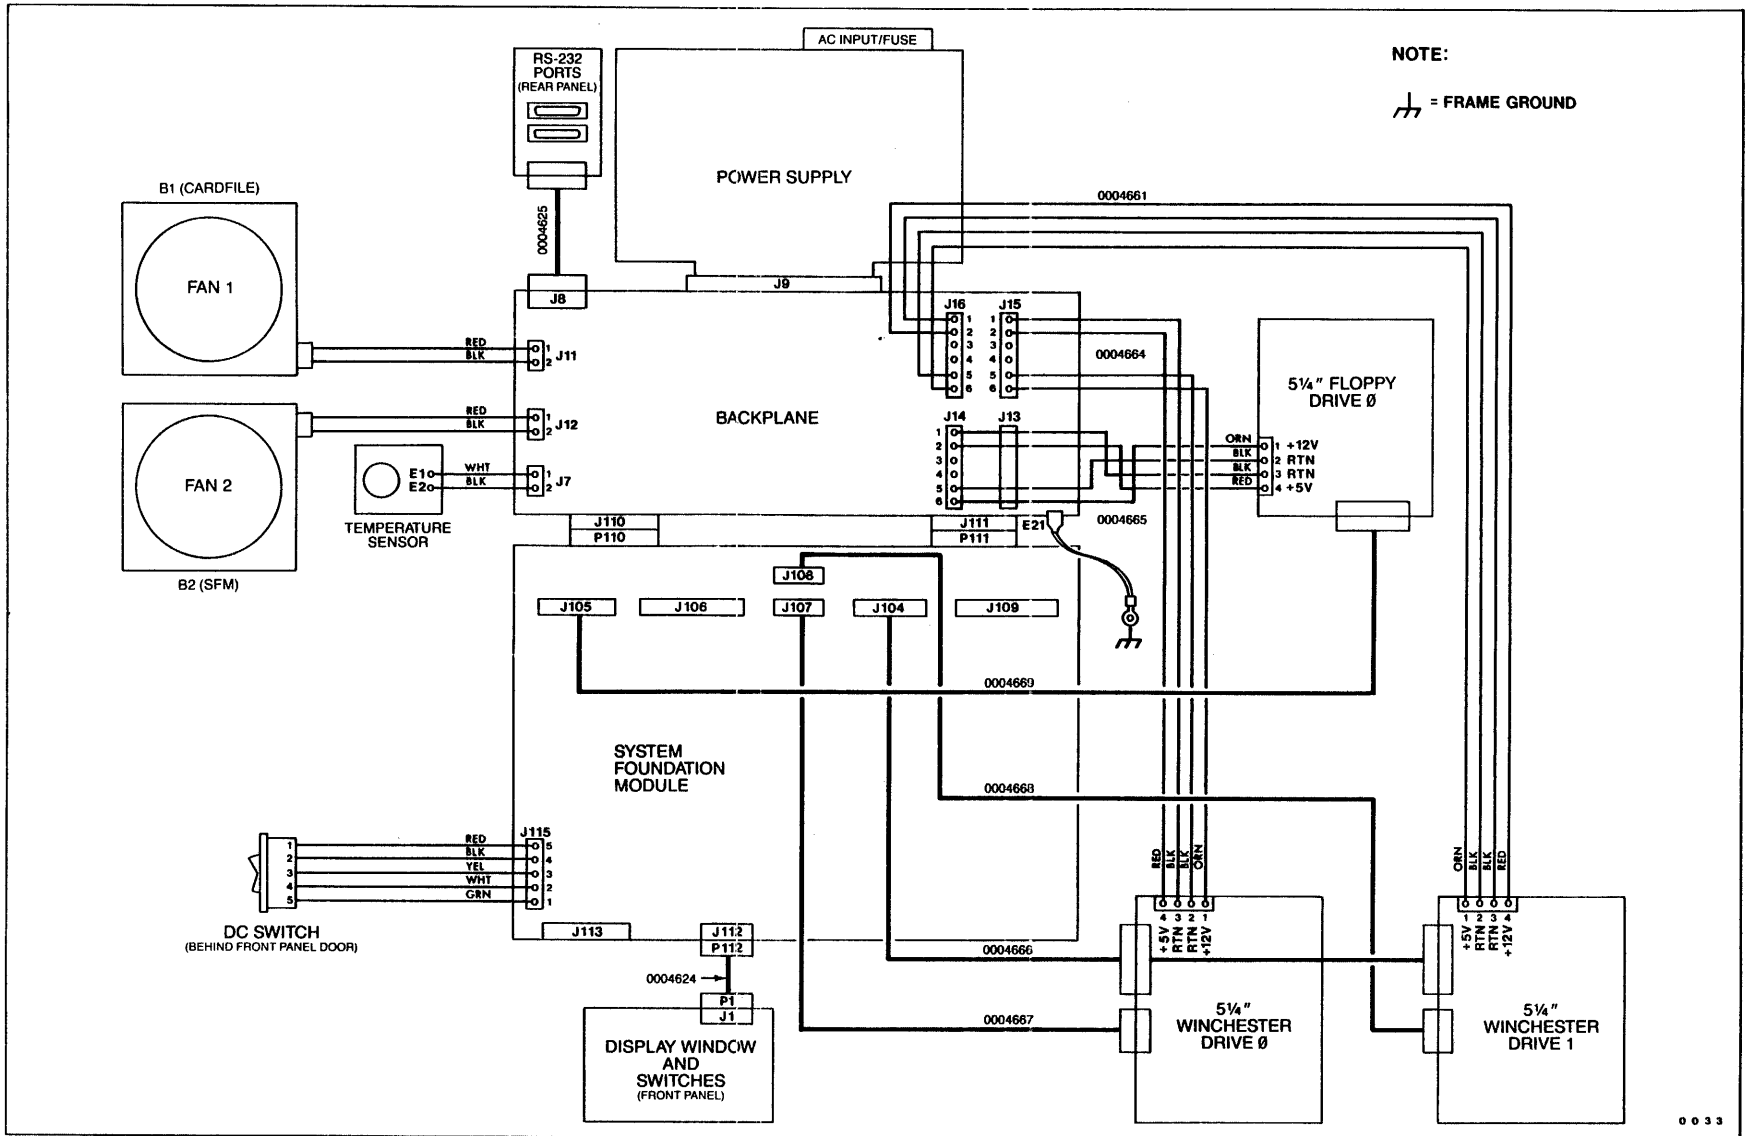 AC INPUT/FUSE
RS-232
PORTS
(REAR PANEL)
NOTE:
= FRAME GROUND
POWER SUPPLY
B1 (CARDFILE)
0004661
0004625
FAN 1
J8
J9
J16
J15
1
2
3
4
5
6
1
2
3
4
5
6
0004664
RED
BLK
1
2
J11
5¼" FLOPPY
DRIVE Ø
BACKPLANE
RED
BLK
1
2
J12
J14
J13
1
2
3
4
5
6
ORN
BLK
BLK
RED
1 +12V
2 RTN
3 RTN
4 +5V
FAN 2
E1
E2
WHT
BLK
1
2
J7
TEMPERATURE
SENSOR
J110
P110
J111
P111
E21
0004665
B2 (SFM)
J108
J105
J106
J107
J104
J109
0004669
SYSTEM
FOUNDATION
MODULE
0004668
J115
1
2
3
4
5
RED
BLK
YEL
WHT
GRN
5
4
3
2
1
RED
BLK
BLK
ORN
ORN
BLK
BLK
RED
4
3
2
1
+5V
RTN
RTN
+12V
1
2
3
4
+5V
RTN
RTN
+12V
DC SWITCH
(BEHIND FRONT PANEL DOOR)
J113
J112
P112
0004666
0004624
P1
J1
0004667
DISPLAY WINDOW
AND
SWITCHES
(FRONT PANEL)
5¼"
WINCHESTER
DRIVE Ø
5¼"
WINCHESTER
DRIVE 1
0033